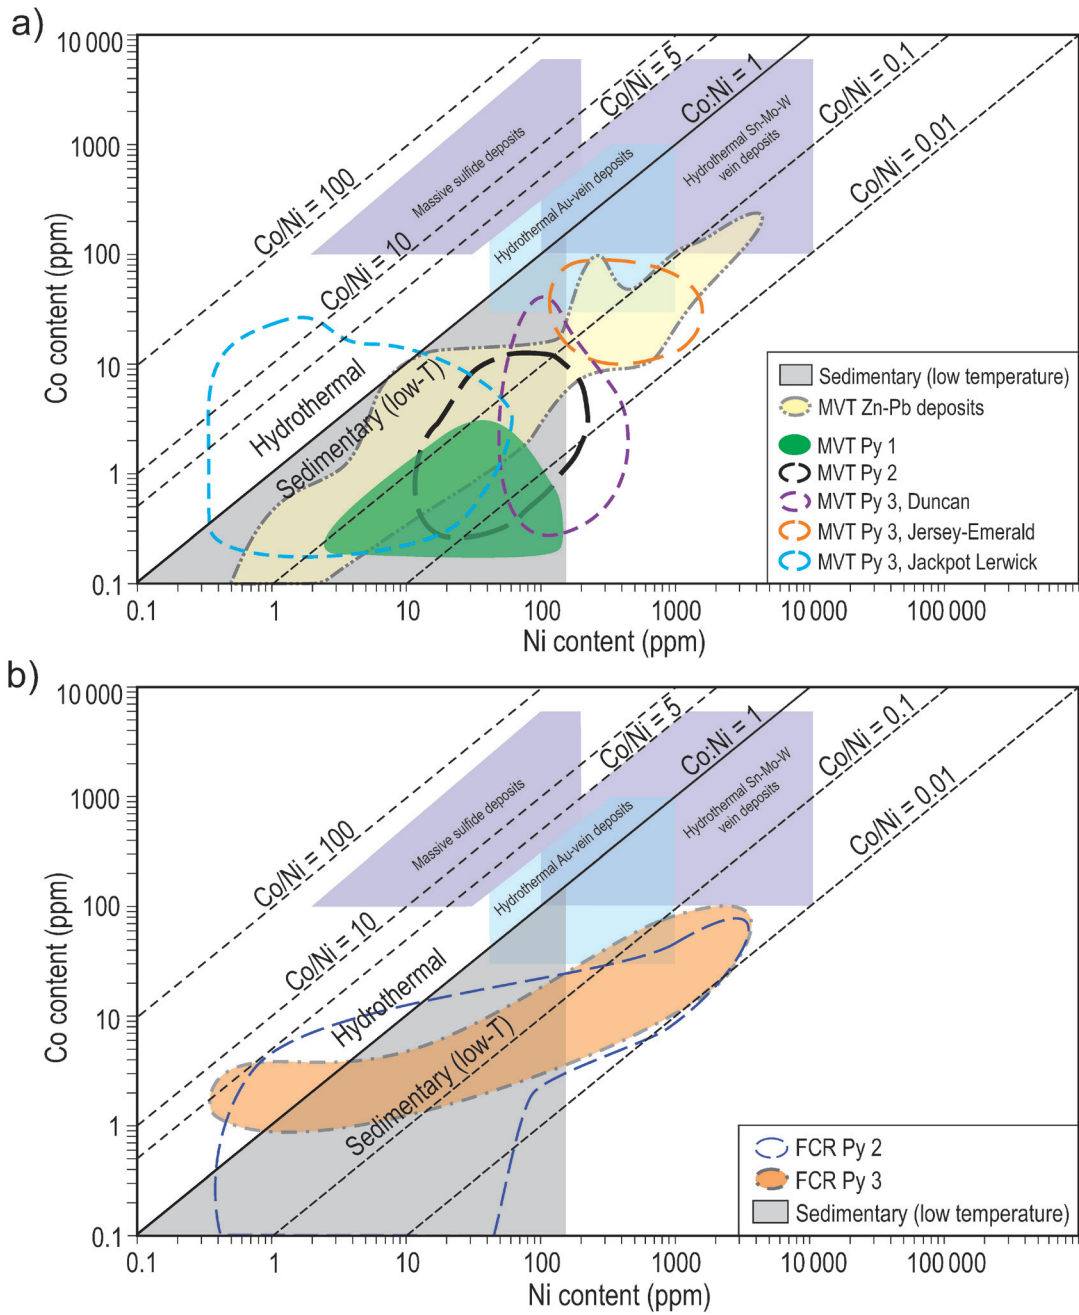 a)
10 000
1000
100
10
1
0.1
Co content (ppm)
Co/Ni = 100
Co/Ni = 10
Co/Ni = 5
Co:Ni = 1
Co/Ni = 0.1
Co/Ni = 0.01
Massive sulfide deposits
Hydrothermal Au-vein deposits
Hydrothermal Sn-Mo-W
vein deposits
Hydrothermal
Sedimentary (low-T)
Sedimentary (low temperature)
MVT Zn-Pb deposits
MVT Py 1
MVT Py 2
MVT Py 3, Duncan
MVT Py 3, Jersey-Emerald
MVT Py 3, Jackpot Lerwick
0.1 1 10 100 1000 10 000 100 000
Ni content (ppm)
b)
10 000
1000
100
10
1
0.1
Co content (ppm)
Co/Ni = 100
Co/Ni = 10
Co/Ni = 5
Co:Ni = 1
Co/Ni = 0.1
Co/Ni = 0.01
Massive sulfide deposits
Hydrothermal Au-vein deposits
Hydrothermal Sn-Mo-W
vein deposits
Hydrothermal
Sedimentary (low-T)
FCR Py 2
FCR Py 3
Sedimentary (low temperature)
0.1 1 10 100 1000 10 000 100 000
Ni content (ppm)